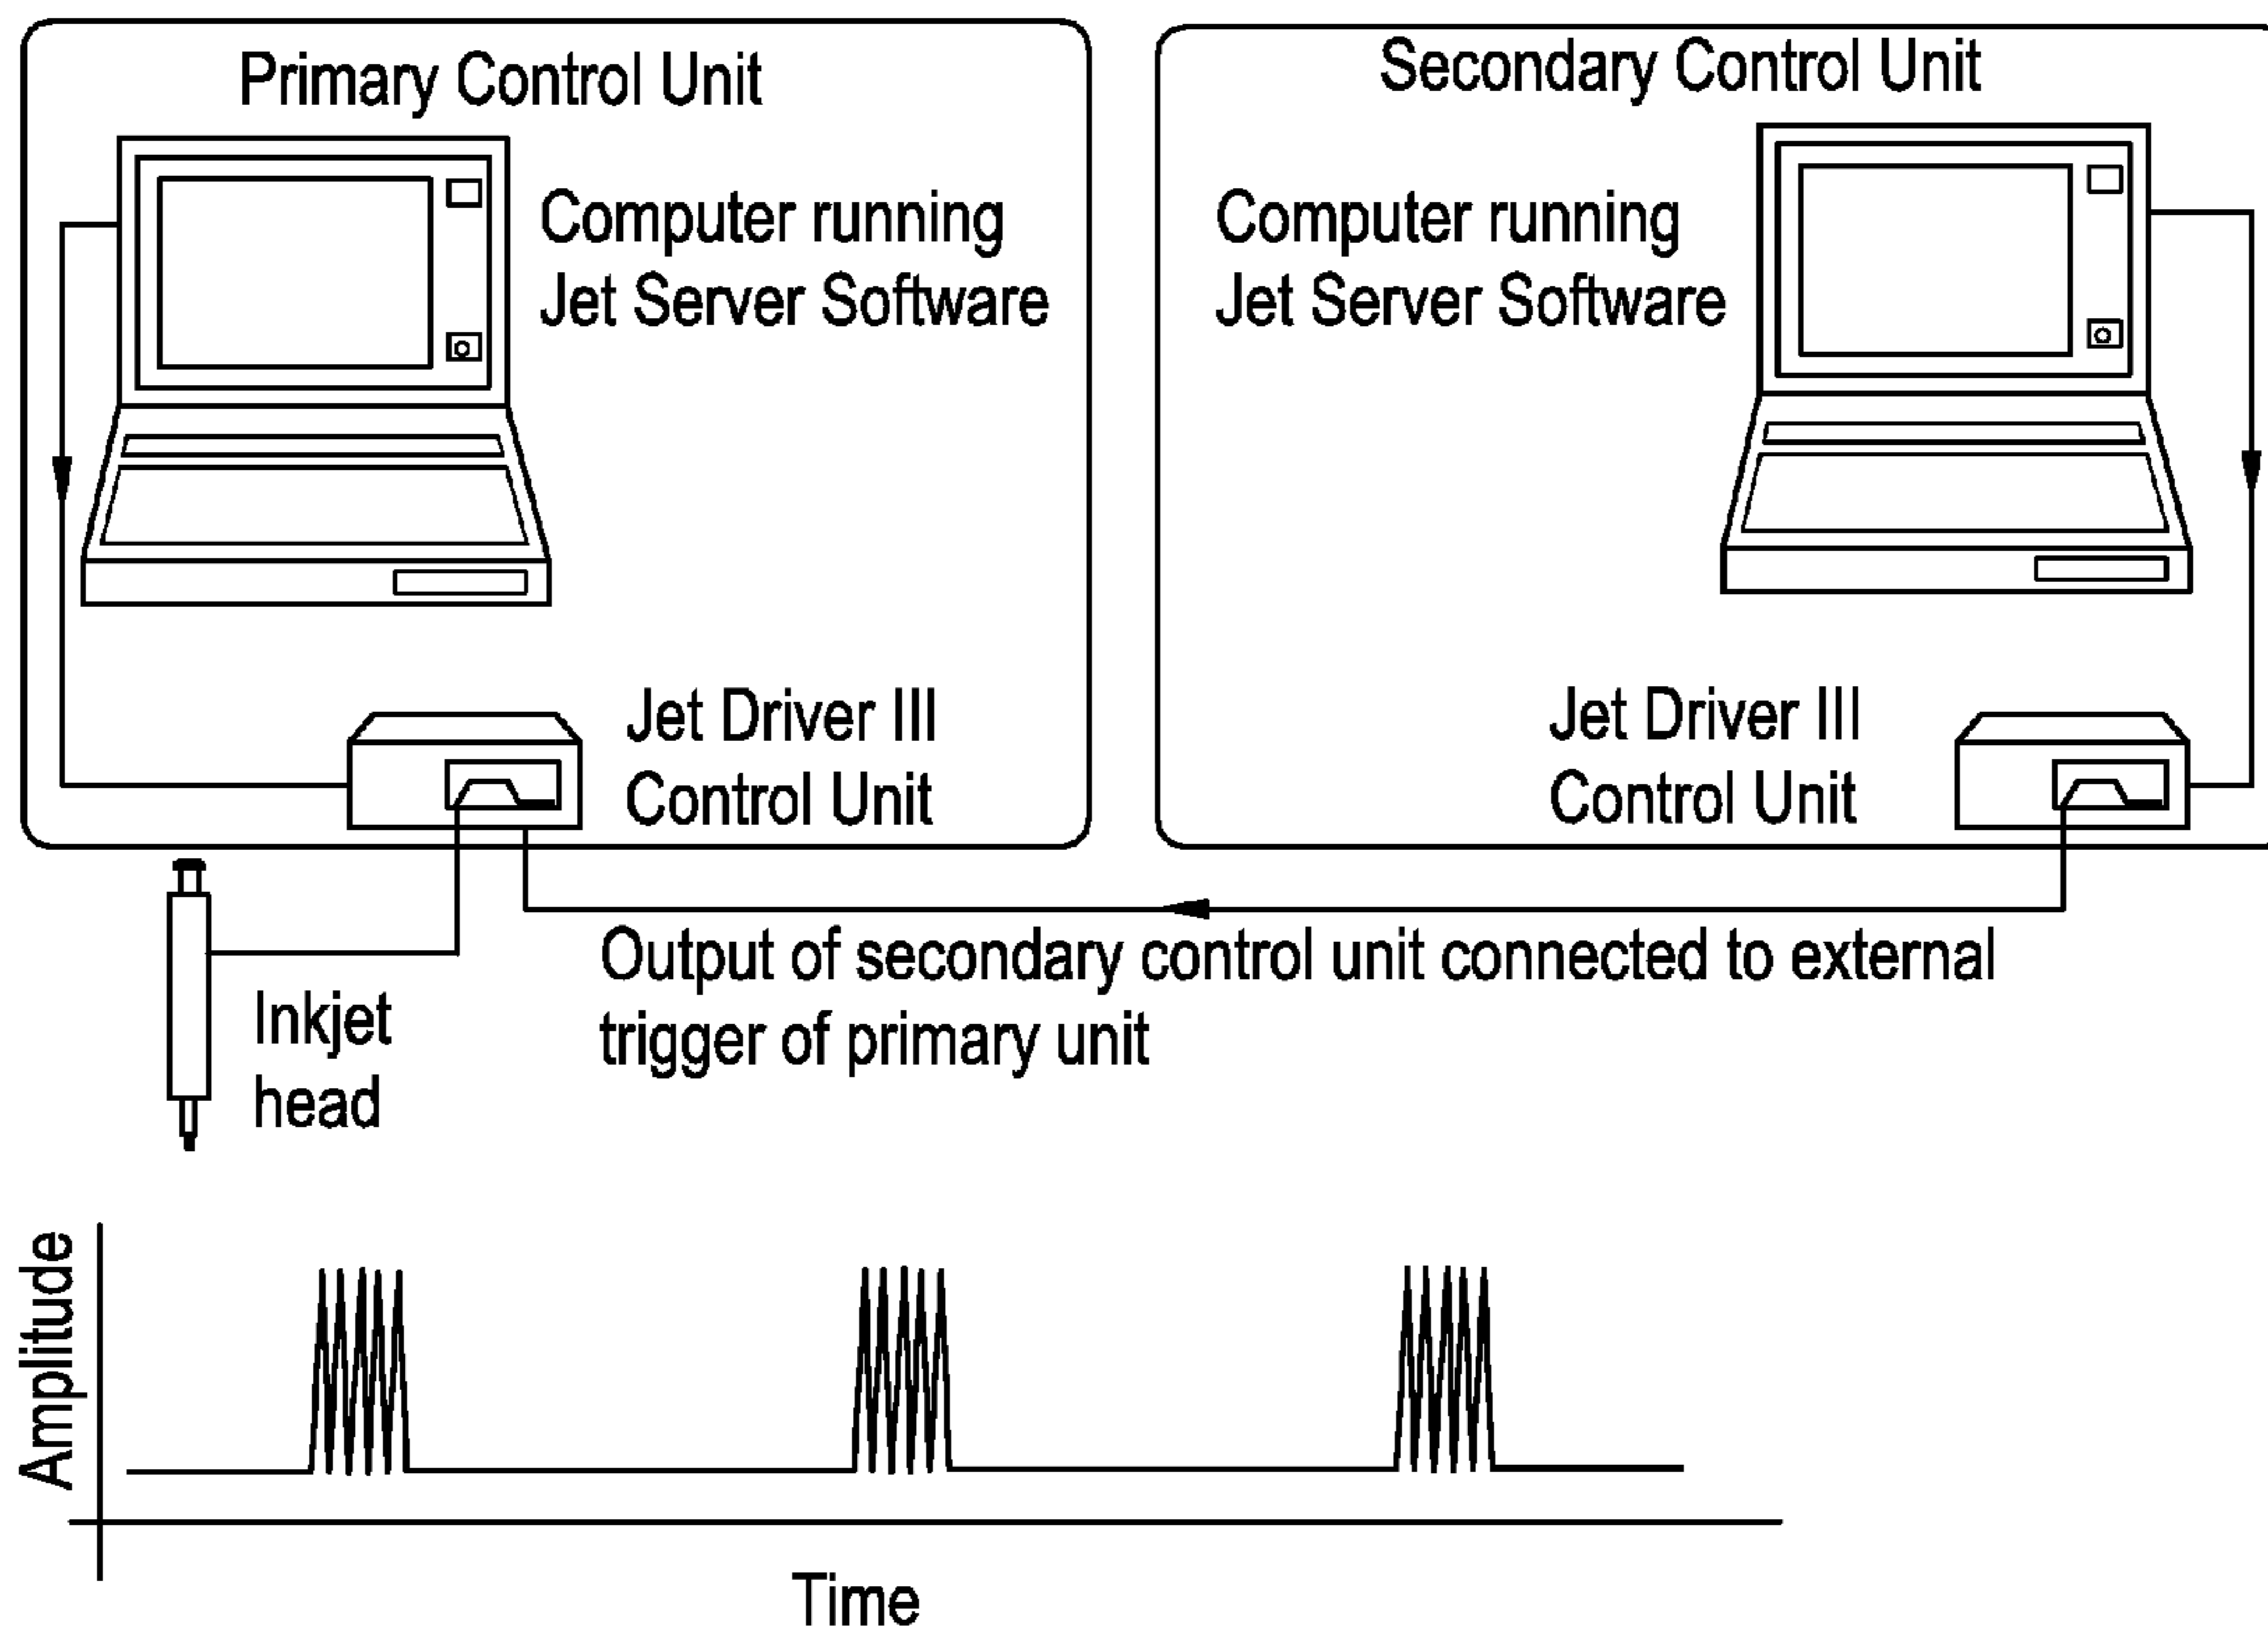 Primary Control Unit
Computer running
Jet Server Software
Jet Driver III
Control Unit
Secondary Control Unit
Computer running
Jet Server Software
Jet Driver III
Control Unit
Inkjet
head
Output of secondary control unit connected to external
trigger of primary unit
Amplitude
Time